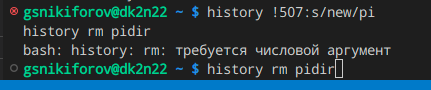 gsnikiforov@dk2n22 ~ $ history !507:s/new/pi
history rm pidir
bash: history: rm: требуется числовой аргумент
gsnikiforov@dk2n22 ~ $ history rm pidir